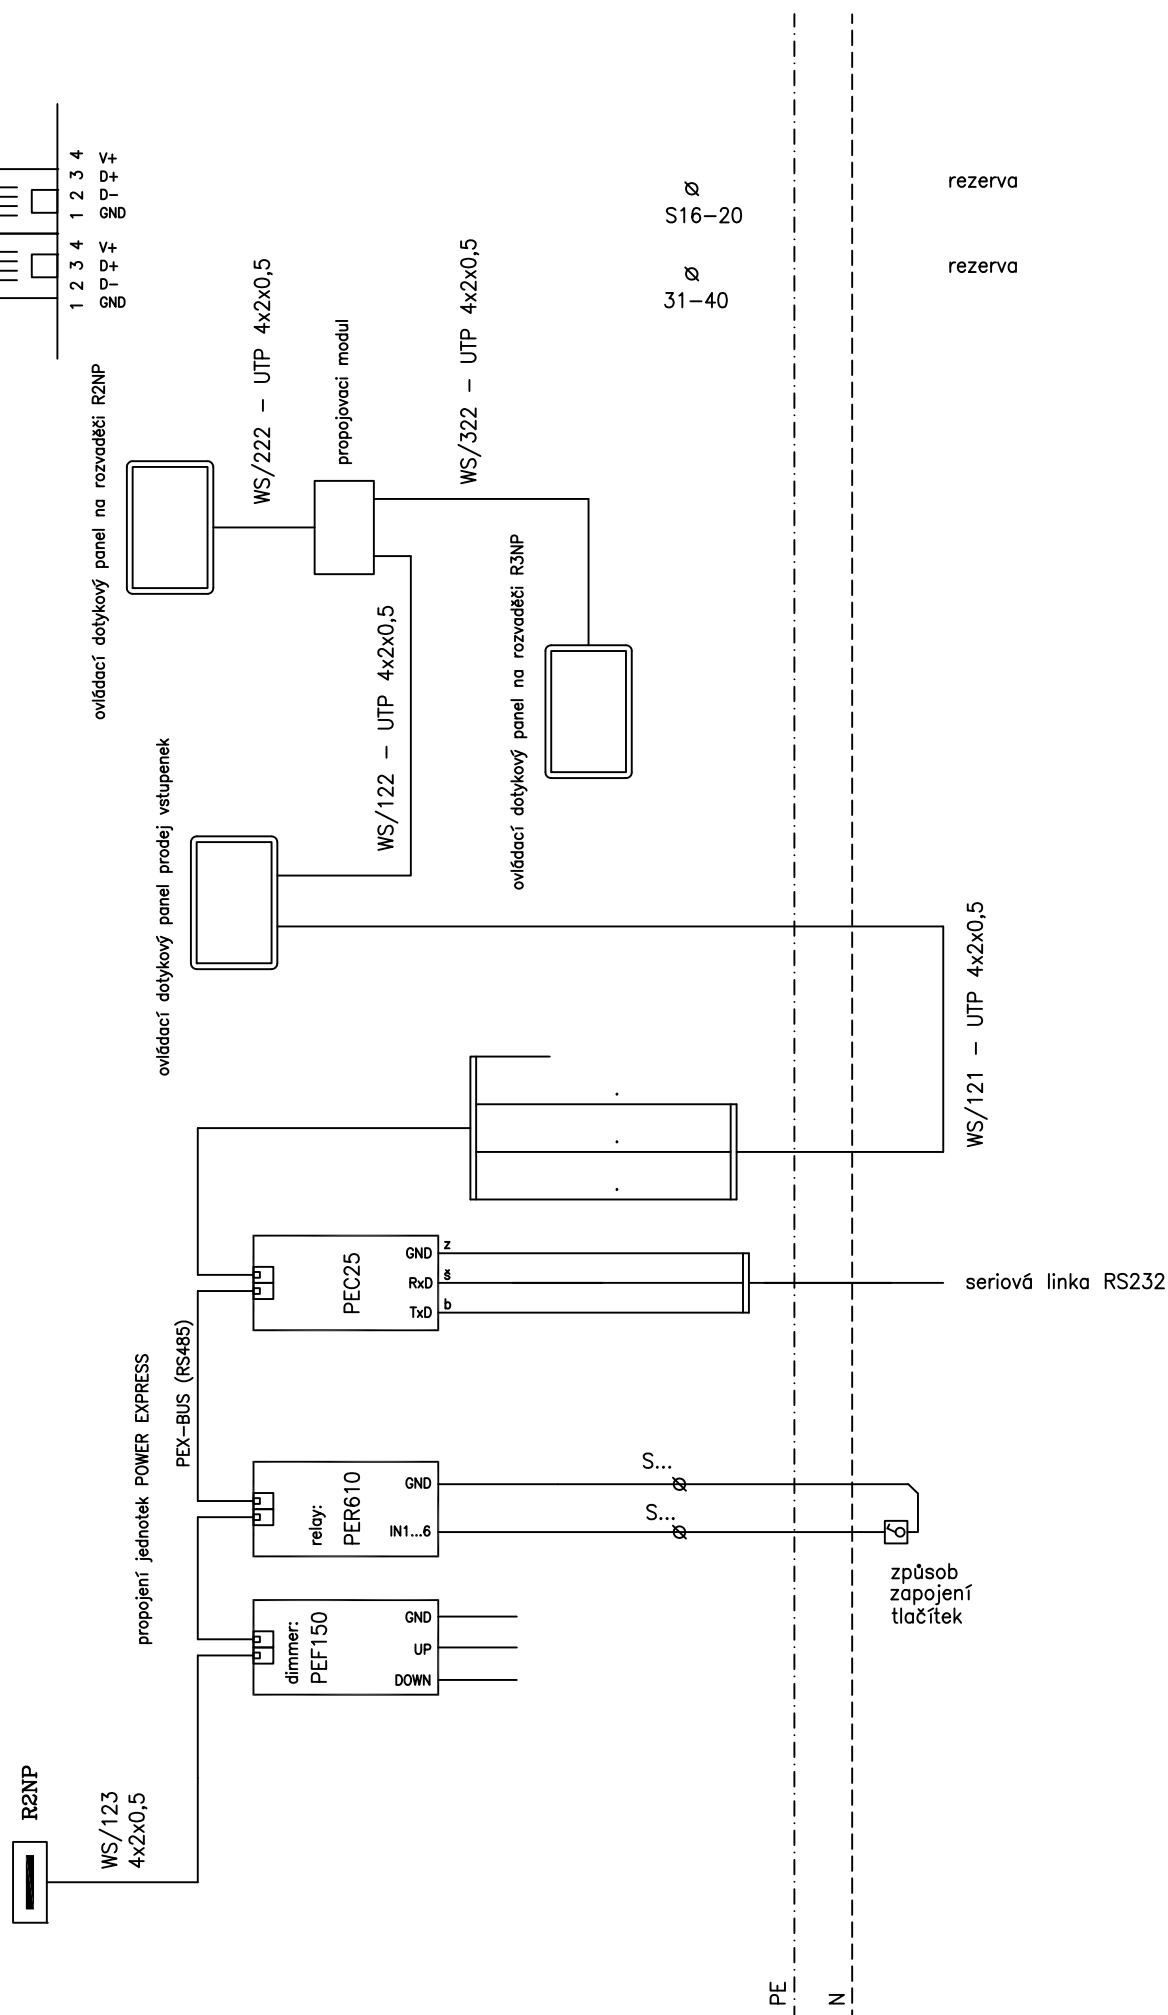 4 V+
3 D+
2 D-
1 GND
4 V+
3 D+
2 D-
1 GND
Ø
S16-20
rezerva
Ø
31-40
rezerva
ovládací dotykový panel na rozvaděči R2NP
WS/222 - UTP 4x2x0,5
propojovaci modul
WS/322 - UTP 4x2x0,5
WS/122 - UTP 4x2x0,5
ovládací dotykový panel na rozvaděči R3NP
ovládací dotykový panel prodej vstupenek
WS/121 - UTP 4x2x0,5
PEC25
GND z
RxD š
TxD b
seriová linka RS232
propojení jednotek POWER EXPRESS
PEX-BUS (RS485)
relay:
PER610
GND
IN1...6
S...
S...
způsob
zapojení
tlačítek
dimmer:
PEF150
GND
UP
DOWN
R2NP
WS/123
4x2x0,5
PE
N